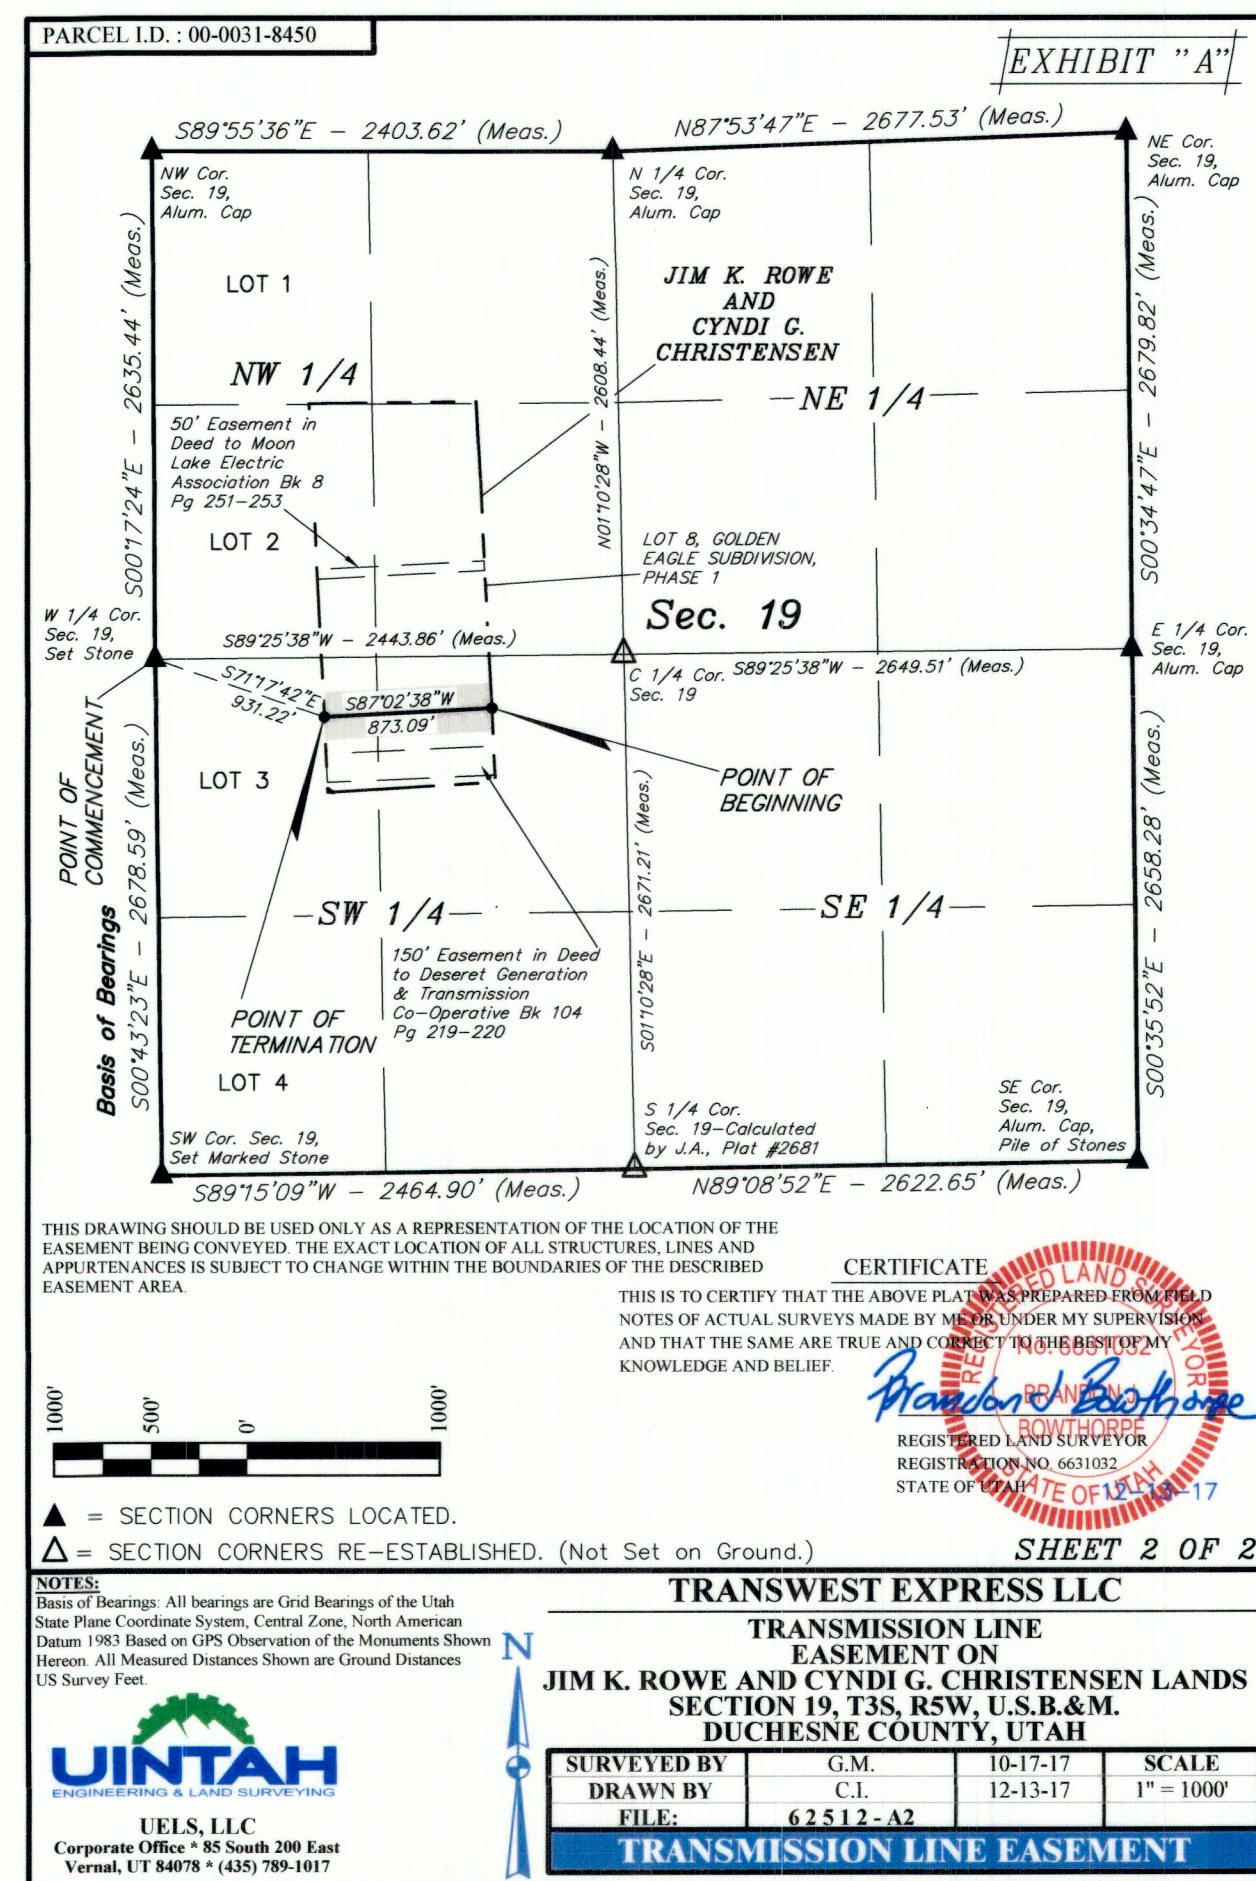 PARCEL I.D. : 00-0031-8450
EXHIBIT "A"
S89°55'36"E - 2403.62' (Meas.)
N87°53'47"E - 2677.53' (Meas.)
NW Cor.
Sec. 19,
Alum. Cap
N 1/4 Cor.
Sec. 19,
Alum. Cap
NE Cor.
Sec. 19,
Alum. Cap
S00°17'24"E - 2635.44' (Meas.)
N01°10'28"W - 2608.44' (Meas.)
S00°34'47"E - 2679.82' (Meas.)
LOT 1
JIM K. ROWE
AND
CYNDI G.
CHRISTENSEN
NW 1/4
NE 1/4
50' Easement in
Deed to Moon
Lake Electric
Association Bk 8
Pg 251-253
LOT 2
LOT 8, GOLDEN
EAGLE SUBDIVISION,
PHASE 1
Sec. 19
W 1/4 Cor.
Sec. 19,
Set Stone
S89°25'38"W - 2443.86' (Meas.)
C 1/4 Cor.
Sec. 19
S89°25'38"W - 2649.51' (Meas.)
E 1/4 Cor.
Sec. 19,
Alum. Cap
S71°17'42"E
931.22'
S87°02'38"W
873.09'
POINT OF
COMMENCEMENT
LOT 3
POINT OF
BEGINNING
Basis of Bearings
S00°43'23"E - 2678.59' (Meas.)
S01°10'28"E - 2671.21' (Meas.)
S00°35'52"E - 2658.28' (Meas.)
SW 1/4
SE 1/4
150' Easement in Deed
to Deseret Generation
& Transmission
Co-Operative Bk 104
Pg 219-220
POINT OF
TERMINATION
LOT 4
SW Cor. Sec. 19,
Set Marked Stone
S 1/4 Cor.
Sec. 19-Calculated
by J.A., Plat #2681
SE Cor.
Sec. 19,
Alum. Cap,
Pile of Stones
S89°15'09"W - 2464.90' (Meas.)
N89°08'52"E - 2622.65' (Meas.)
THIS DRAWING SHOULD BE USED ONLY AS A REPRESENTATION OF THE LOCATION OF THE
EASEMENT BEING CONVEYED. THE EXACT LOCATION OF ALL STRUCTURES, LINES AND
APPURTENANCES IS SUBJECT TO CHANGE WITHIN THE BOUNDARIES OF THE DESCRIBED
EASEMENT AREA.
CERTIFICATE
THIS IS TO CERTIFY THAT THE ABOVE PLAT WAS PREPARED FROM FIELD
NOTES OF ACTUAL SURVEYS MADE BY ME OR UNDER MY SUPERVISION
AND THAT THE SAME ARE TRUE AND CORRECT TO THE BEST OF MY
KNOWLEDGE AND BELIEF.
Brandon J Bowthorpe
REGISTERED LAND SURVEYOR
No. 6631032
BRANDON J.
BOWTHORPE
STATE OF UTAH
REGISTERED LAND SURVEYOR
REGISTRATION NO. 6631032
STATE OF UTAH
12-13-17
1000' 500' 0' 1000'
▲ = SECTION CORNERS LOCATED.
△ = SECTION CORNERS RE-ESTABLISHED. (Not Set on Ground.)
SHEET 2 OF 2
NOTES:
Basis of Bearings: All bearings are Grid Bearings of the Utah
State Plane Coordinate System, Central Zone, North American
Datum 1983 Based on GPS Observation of the Monuments Shown
Hereon. All Measured Distances Shown are Ground Distances
US Survey Feet.
N
UINTAH
ENGINEERING & LAND SURVEYING
UELS, LLC
Corporate Office * 85 South 200 East
Vernal, UT 84078 * (435) 789-1017
TRANSWEST EXPRESS LLC
TRANSMISSION LINE
EASEMENT ON
JIM K. ROWE AND CYNDI G. CHRISTENSEN LANDS
SECTION 19, T3S, R5W, U.S.B.&M.
DUCHESNE COUNTY, UTAH
SURVEYED BY G.M. 10-17-17 SCALE
DRAWN BY C.I. 12-13-17 1" = 1000'
FILE: 6 2 5 1 2 - A2
TRANSMISSION LINE EASEMENT